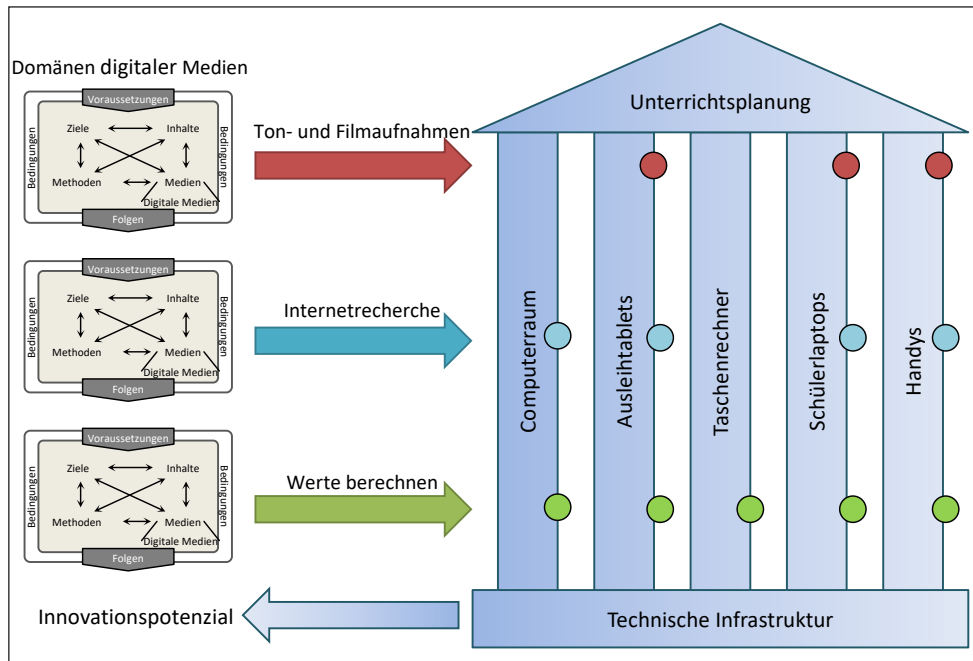 Domänen digitaler Medien
Voraussetzungen
Bedingungen
Ziele
Inhalte
Bedingungen
Methoden
Medien
Digitale Medien
Folgen
Voraussetzungen
Bedingungen
Ziele
Inhalte
Bedingungen
Methoden
Medien
Digitale Medien
Folgen
Voraussetzungen
Bedingungen
Ziele
Inhalte
Bedingungen
Methoden
Medien
Digitale Medien
Folgen
Ton- und Filmaufnahmen
Internetrecherche
Werte berechnen
Innovationspotenzial
Unterrichtsplanung
Computerraum
Ausleihtablets
Taschenrechner
Schülerlaptops
Handys
Technische Infrastruktur